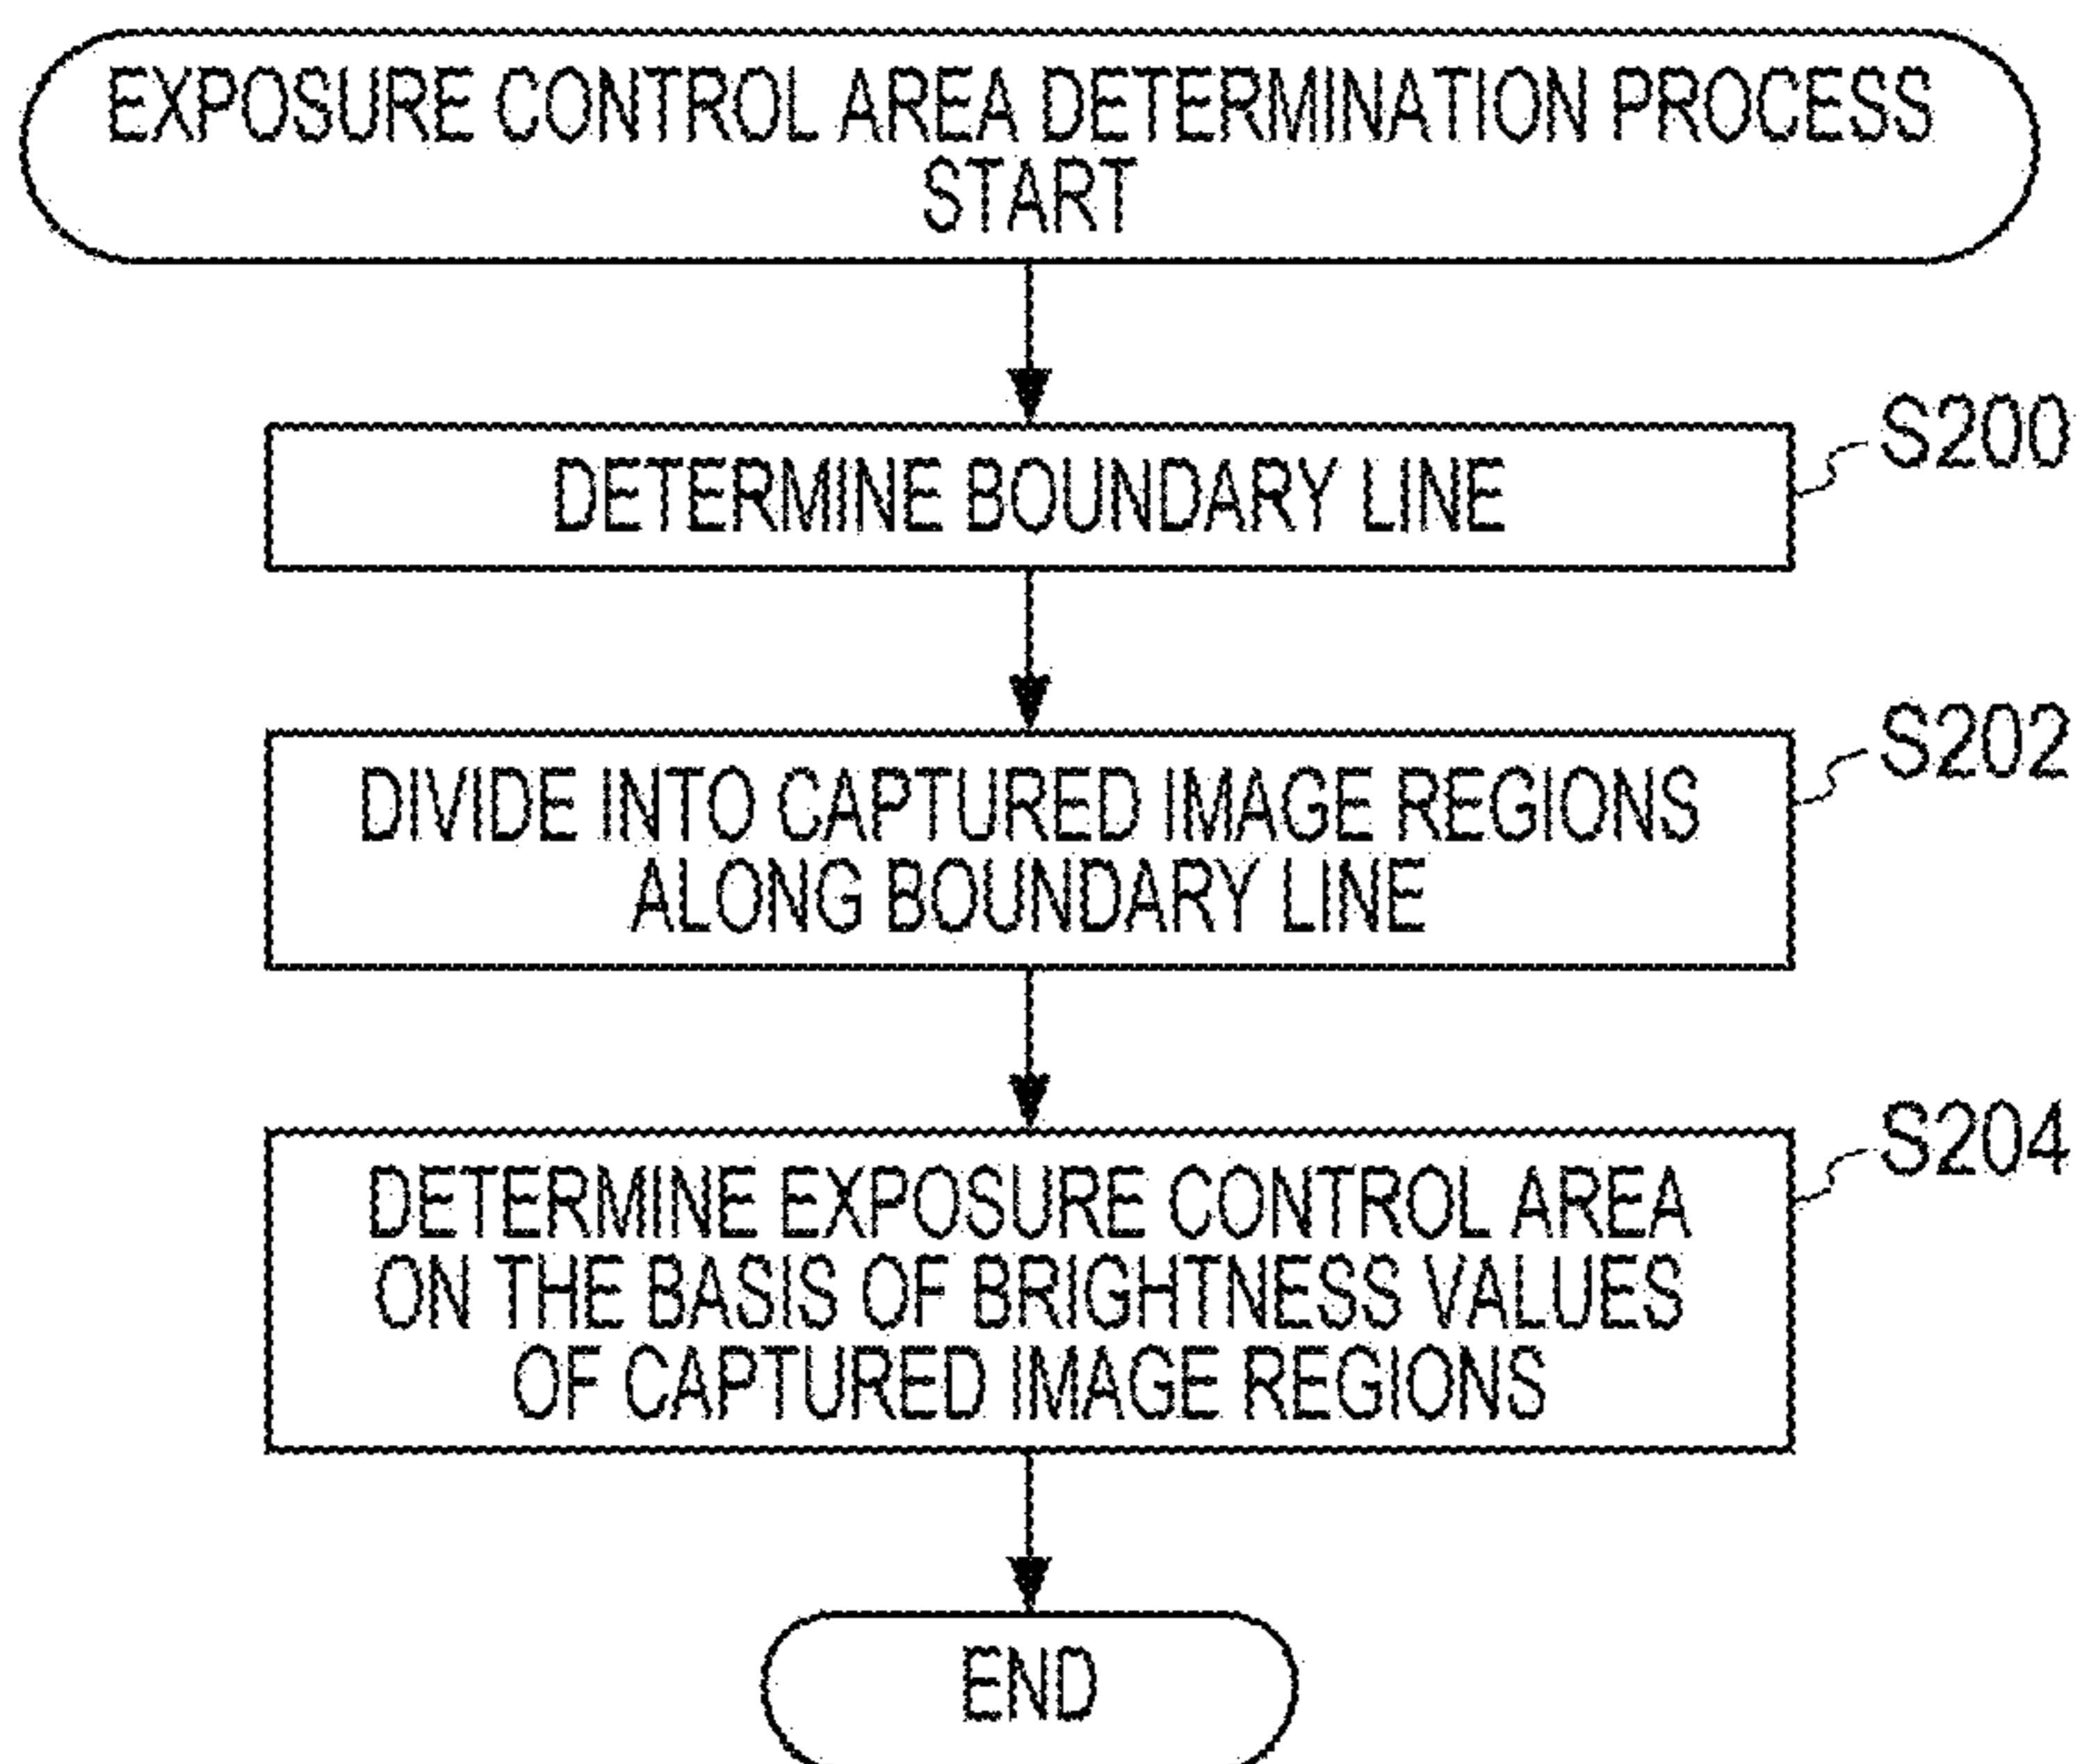 EXPOSURE CONTROL AREA DETERMINATION PROCESS
START
S200
DETERMINE BOUNDARY LINE
S202
DIVIDE INTO CAPTURED IMAGE REGIONS
ALONG BOUNDARY LINE
S204
DETERMINE EXPOSURE CONTROL AREA
ON THE BASIS OF BRIGHTNESS VALUES
OF CAPTURED IMAGE REGIONS
END